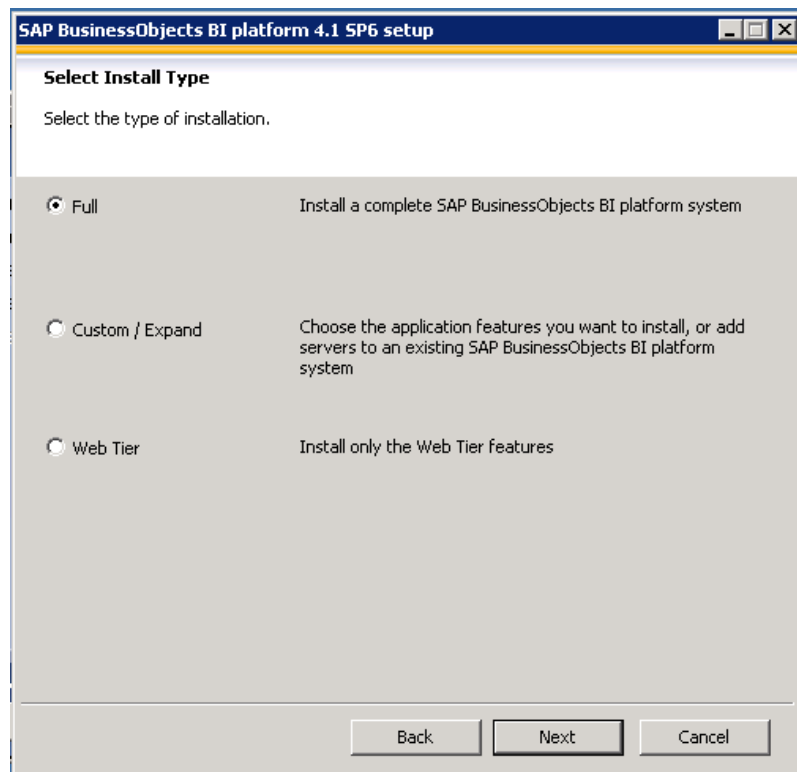 SAP BusinessObjects BI platform 4.1 SP6 setup
Select Install Type
Select the type of installation.
Full
Install a complete SAP BusinessObjects BI platform system
Custom / Expand
Choose the application features you want to install, or add
servers to an existing SAP BusinessObjects BI platform
system
Web Tier
Install only the Web Tier features
Back
Next
Cancel